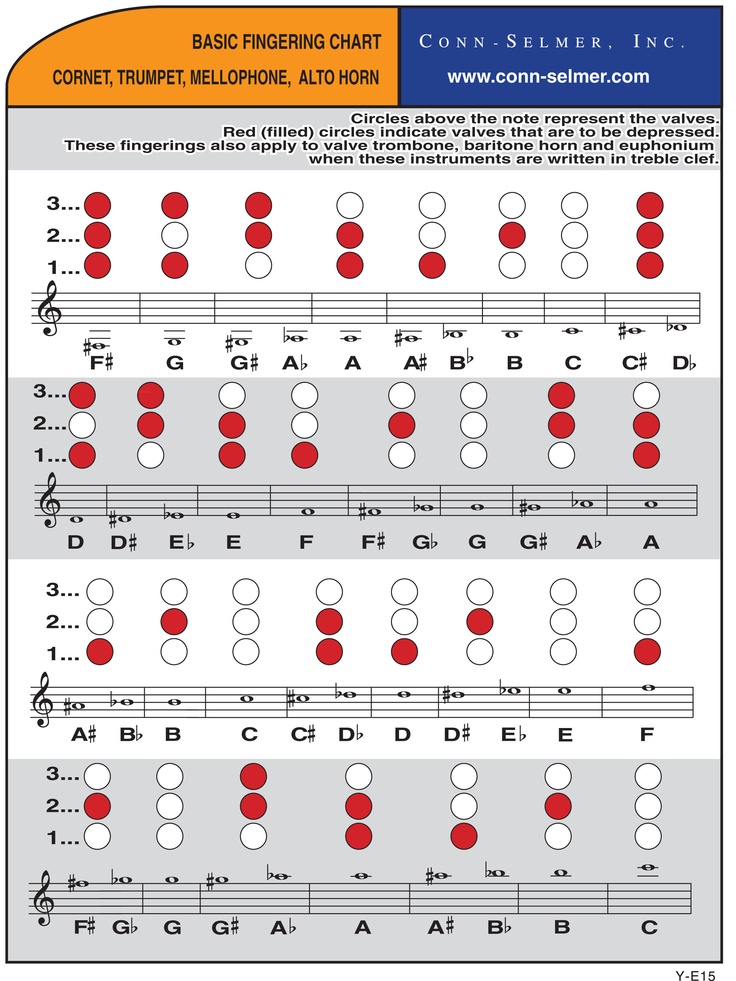 BASIC FINGERING CHART
CORNET, TRUMPET, MELLOPHONE, ALTO HORN
CONN-SELMER, INC.
www.conn-selmer.com
Circles above the note represent the valves.
Red (filled) circles indicate valves that are to be depressed.
These fingerings also apply to valve trombone, baritone horn and euphonium
when these instruments are written in treble clef.
3...
2...
1...
F♯ G G♯ A♭ A A♯ B♭ B C C♯ D♭
3...
2...
1...
D D♯ E♭ E F F♯ G♭ G G♯ A♭ A
3...
2...
1...
A♯ B♭ B C C♯ D♭ D D♯ E♭ E F
3...
2...
1...
F♯ G♭ G G♯ A♭ A A♯ B♭ B C
Y-E15